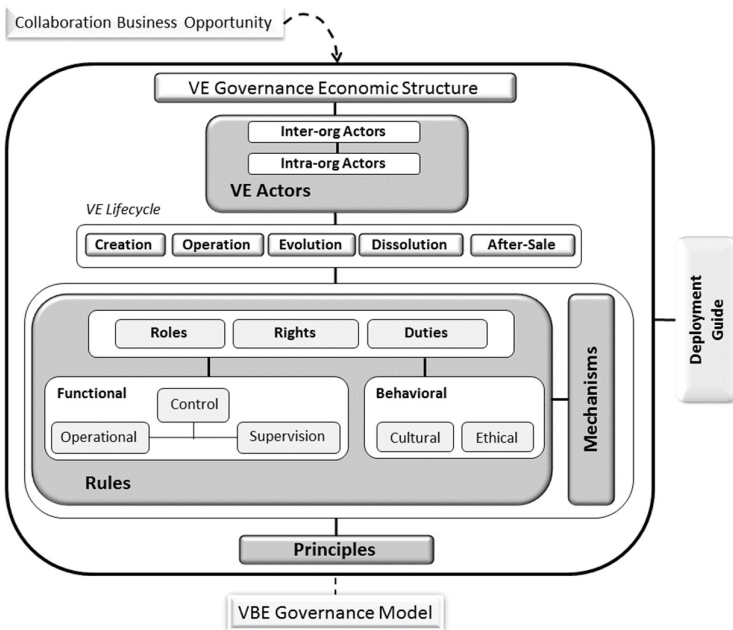 Collaboration Business Opportunity
VE Governance Economic Structure
Inter-org Actors
Intra-org Actors
VE Actors
VE Lifecycle
Creation
Operation
Evolution
Dissolution
After-Sale
Roles
Rights
Duties
Functional
Control
Operational
Supervision
Behavioral
Cultural
Ethical
Rules
Mechanisms
Deployment
Guide
Principles
VBE Governance Model